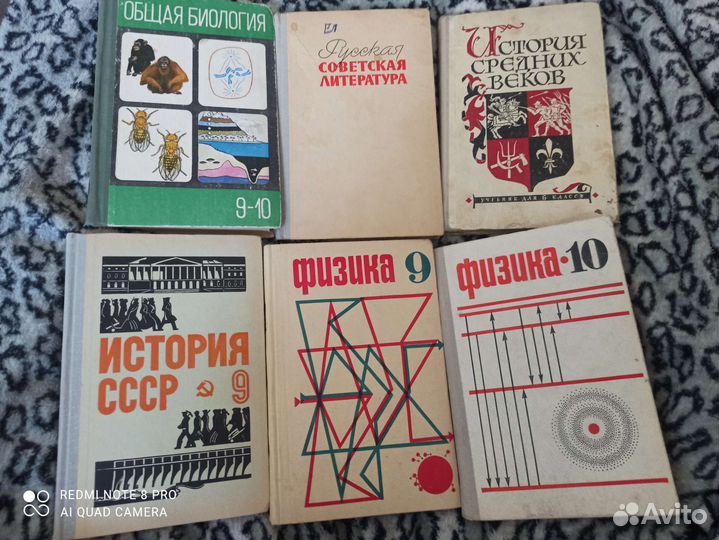 ОБЩАЯ БИОЛОГИЯ
9-10
Русская
СОВЕТСКАЯ
ЛИТЕРАТУРА
ИСТОРИЯ
СРЕДНИХ
ВЕКОВ
УЧЕБНИК ДЛЯ 6 КЛАССА
ИСТОРИЯ
СССР 9
физика 9
физика·10
REDMI NOTE 8 PRO
AI QUAD CAMERA
Avito